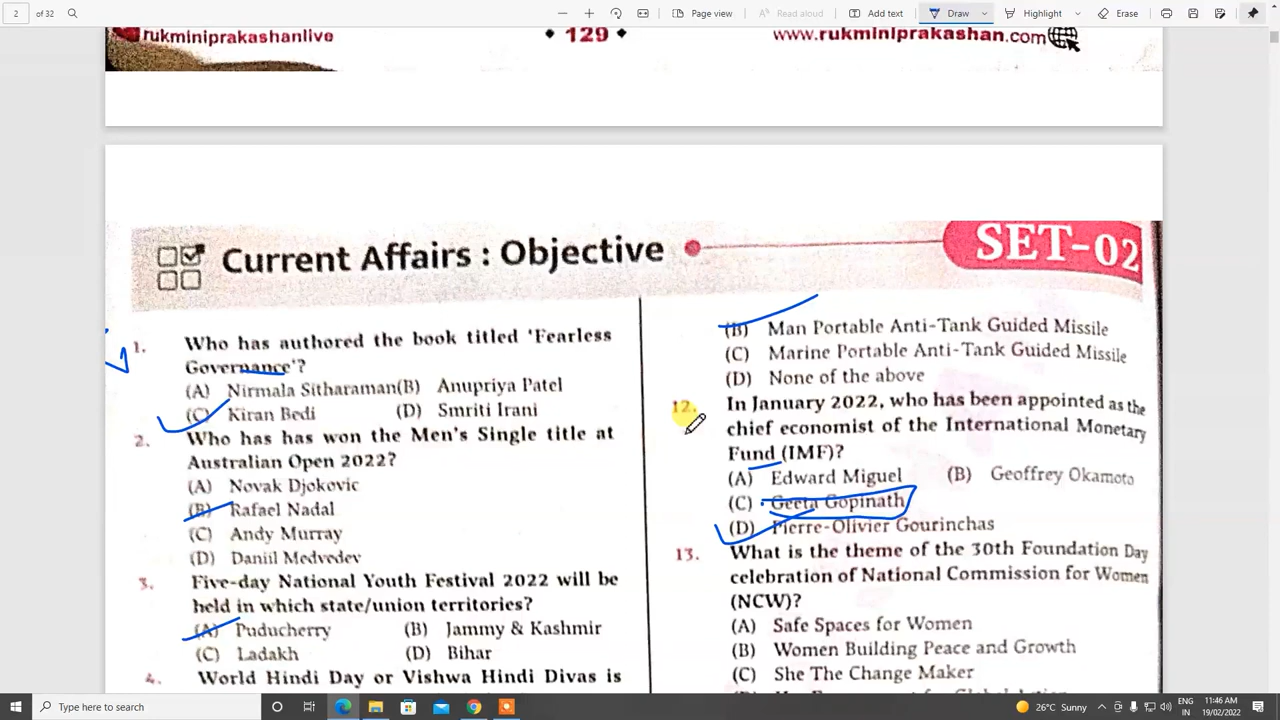 2
of 32
Page view
Read aloud
Add text
Draw
Highlight
Erase
rukminiprakashanlive
• 129 •
www.rukminiprakashan.com
Current Affairs : Objective
SET-02
1. Who has authored the book titled 'Fearless
Governance'?
(A) Nirmala Sitharaman(B) Anupriya Patel
(C) Kiran Bedi (D) Smriti Irani
2. Who has has won the Men's Single title at
Australian Open 2022?
(A) Novak Djokovic
(B) Rafael Nadal
(C) Andy Murray
(D) Daniil Medvedev
3. Five-day National Youth Festival 2022 will be
held in which state/union territories?
(A) Puducherry (B) Jammy & Kashmir
(C) Ladakh (D) Bihar
4. World Hindi Day or Vishwa Hindi Divas is
(B) Man Portable Anti-Tank Guided Missile
(C) Marine Portable Anti-Tank Guided Missile
(D) None of the above
12. In January 2022, who has been appointed as the
chief economist of the International Monetary
Fund (IMF)?
(A) Edward Miguel (B) Geoffrey Okamoto
(C) Geeta Gopinath
(D) Pierre-Olivier Gourinchas
13. What is the theme of the 30th Foundation Day
celebration of National Commission for Women
(NCW)?
(A) Safe Spaces for Women
(B) Women Building Peace and Growth
(C) She The Change Maker
Type here to search
26°C Sunny
ENG
IN
11:46 AM
19/02/2022